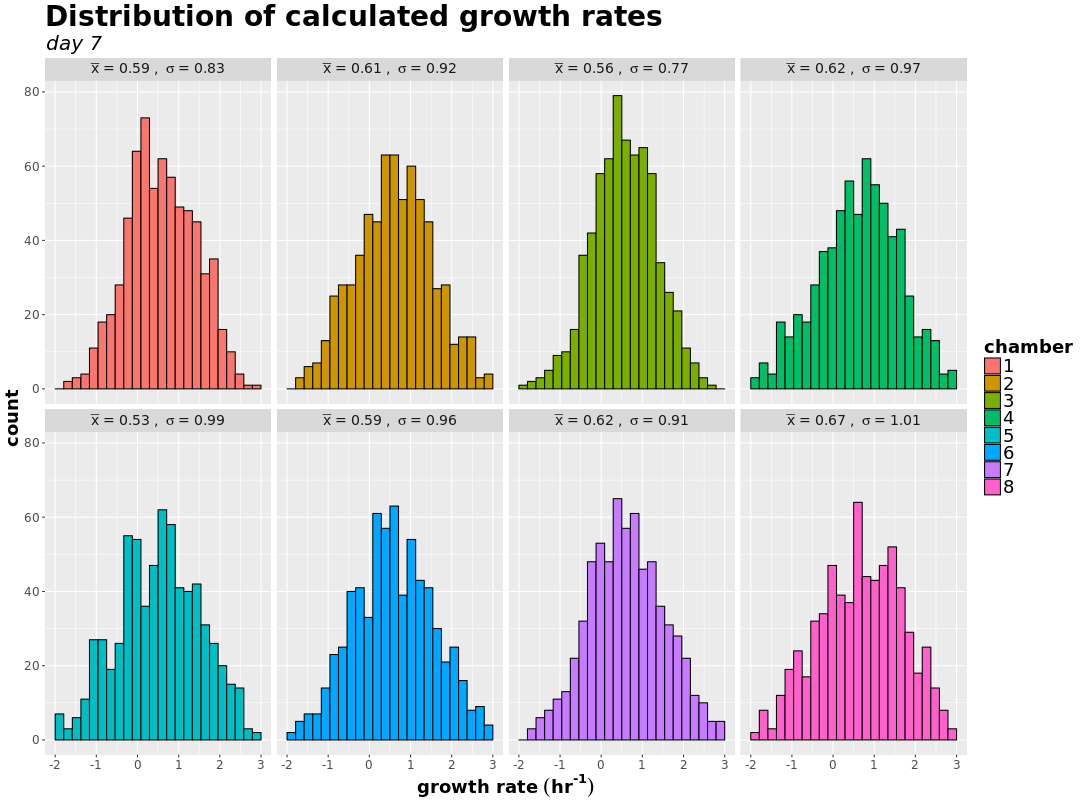 Distribution of calculated growth rates
day 7
x̅ = 0.59 , σ = 0.83
x̅ = 0.61 , σ = 0.92
x̅ = 0.56 , σ = 0.77
x̅ = 0.62 , σ = 0.97
80
60
40
20
0
count
x̅ = 0.53 , σ = 0.99
x̅ = 0.59 , σ = 0.96
x̅ = 0.62 , σ = 0.91
x̅ = 0.67 , σ = 1.01
80
60
40
20
0
-2 -1 0 1 2 3
-2 -1 0 1 2 3
-2 -1 0 1 2 3
-2 -1 0 1 2 3
growth rate (hr⁻¹)
chamber
1
2
3
4
5
6
7
8